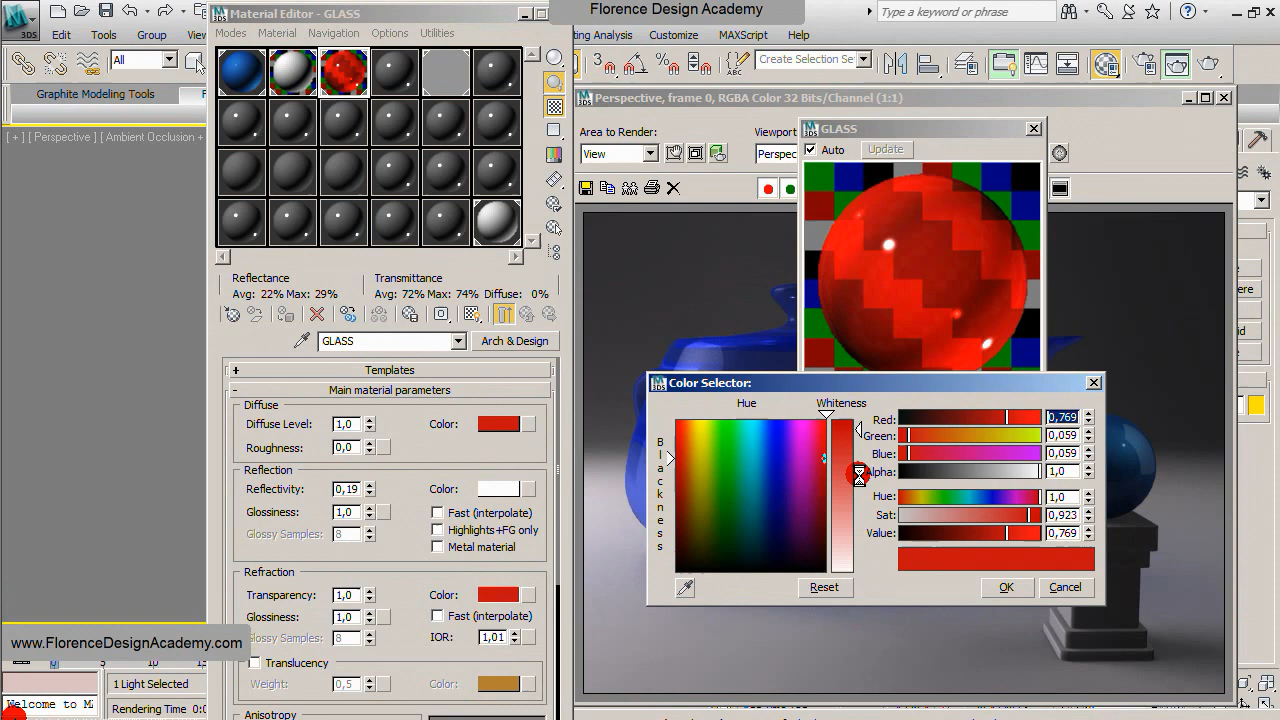 Florence Design Academy
Material Editor - GLASS
Modes Material Navigation Options Utilities
Edit Tools Group
Type a keyword or phrase
Customize MAXScript Help
All
Create Selection Se
Graphite Modeling Tools
[ + ] [ Perspective ] [ Ambient Occlusion +
Perspective, frame 0, RGBA Color 32 Bits/Channel (1:1)
Area to Render:
View
GLASS
Auto Update
Reflectance Transmittance
Avg: 22% Max: 29% Avg: 72% Max: 74% Diffuse: 0%
GLASS Arch & Design
+ Templates
- Main material parameters
Diffuse
Diffuse Level: 1,0 Color:
Roughness: 0,0
Reflection
Reflectivity: 0,19 Color:
Glossiness: 1,0 Fast (interpolate)
Glossy Samples: 8 Highlights+FG only
Metal material
Refraction
Transparency: 1,0 Color:
Glossiness: 1,0 Fast (interpolate)
Glossy Samples: 8 IOR: 1,01
Translucency
Weight: 0,5 Color:
Anisotropy
Color Selector:
Hue Whiteness
Blackness
Red: 0,769
Green: 0,059
Blue: 0,059
Alpha: 1,0
Hue: 1,0
Sat: 0,923
Value: 0,769
Reset OK Cancel
www.FlorenceDesignAcademy.com
5 10
1 Light Selected
Welcome to M
Rendering Time 0:0